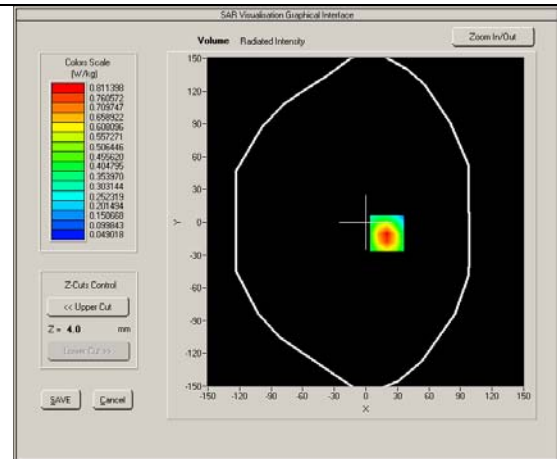 SAR Visualisation Graphical Interface
Volume Radiated Intensity
Zoom In/Out
Colors Scale
(W/kg)
0.811398
0.760572
0.709747
0.658922
0.608096
0.557271
0.506446
0.455620
0.404795
0.353970
0.303144
0.252319
0.201494
0.150668
0.099843
0.049018
Z-Cuts Control
<< Upper Cut
Z = 4.0 mm
Lower Cut >>
SAVE Cancel
150
120
90
60
30
0
-30
-60
-90
-120
-150
Y
-150 -120 -90 -60 -30 0 30 60 90 120 150
X